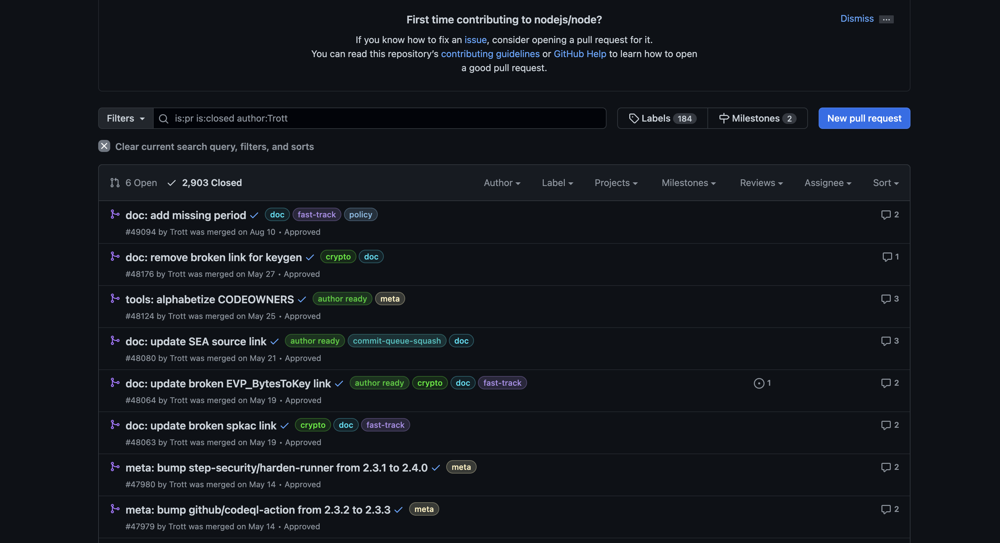 First time contributing to nodejs/node?
Dismiss ...
If you know how to fix an issue, consider opening a pull request for it.
You can read this repository’s contributing guidelines or GitHub Help to learn how to open
a good pull request.
Filters is:pr is:closed author:Trott Labels 184 Milestones 2 New pull request
Clear current search query, filters, and sorts
6 Open 2,903 Closed Author Label Projects Milestones Reviews Assignee Sort
doc: add missing period doc fast-track policy 2
#49094 by Trott was merged on Aug 10 • Approved
doc: remove broken link for keygen crypto doc 1
#48176 by Trott was merged on May 27 • Approved
tools: alphabetize CODEOWNERS author ready meta 3
#48124 by Trott was merged on May 25 • Approved
doc: update SEA source link author ready commit-queue-squash doc 3
#48080 by Trott was merged on May 21 • Approved
doc: update broken EVP_BytesToKey link author ready crypto doc fast-track 1 2
#48064 by Trott was merged on May 19 • Approved
doc: update broken spkac link crypto doc fast-track 2
#48063 by Trott was merged on May 19 • Approved
meta: bump step-security/harden-runner from 2.3.1 to 2.4.0 meta 2
#47980 by Trott was merged on May 14 • Approved
meta: bump github/codeql-action from 2.3.2 to 2.3.3 meta 2
#47979 by Trott was merged on May 14 • Approved